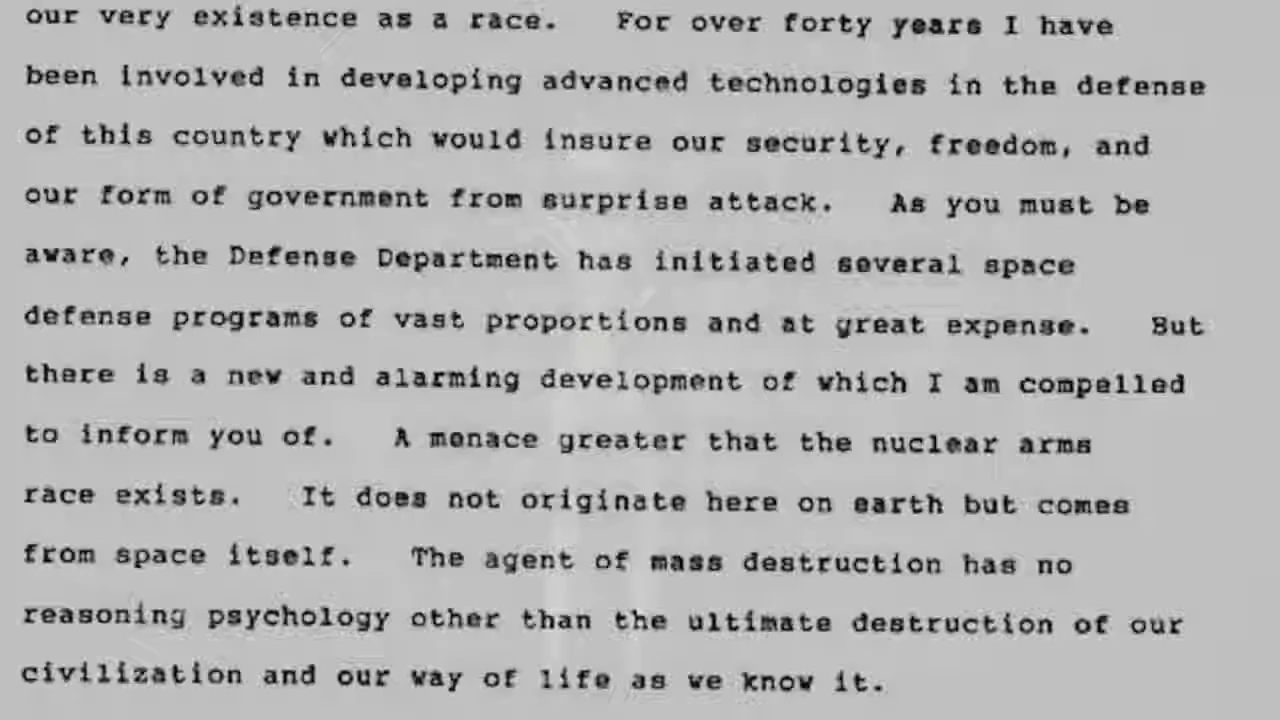 our very existence as a race. For over forty years I have
been involved in developing advanced technologies in the defense
of this country which would insure our security, freedom, and
our form of government from surprise attack. As you must be
aware, the Defense Department has initiated several space
defense programs of vast proportions and at great expense. But
there is a new and alarming development of which I am compelled
to inform you of. A menace greater that the nuclear arms
race exists. It does not originate here on earth but comes
from space itself. The agent of mass destruction has no
reasoning psychology other than the ultimate destruction of our
civilization and our way of life as we know it.